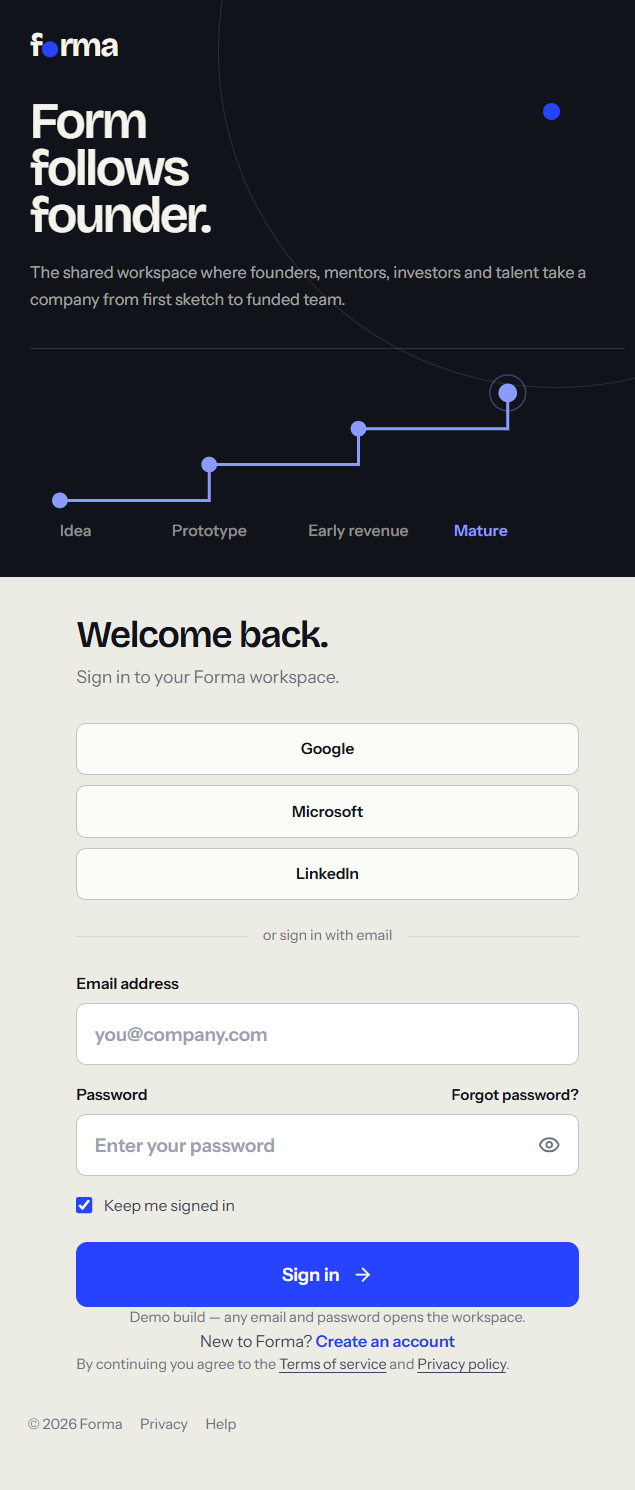 forma
Form
follows
founder.
The shared workspace where founders, mentors, investors and talent take a
company from first sketch to funded team.
Idea Prototype Early revenue Mature
Welcome back.
Sign in to your Forma workspace.
Google
Microsoft
LinkedIn
or sign in with email
Email address
you@company.com
Password Forgot password?
Enter your password
Keep me signed in
Sign in →
Demo build — any email and password opens the workspace.
New to Forma? Create an account
By continuing you agree to the Terms of service and Privacy policy.
© 2026 Forma Privacy Help